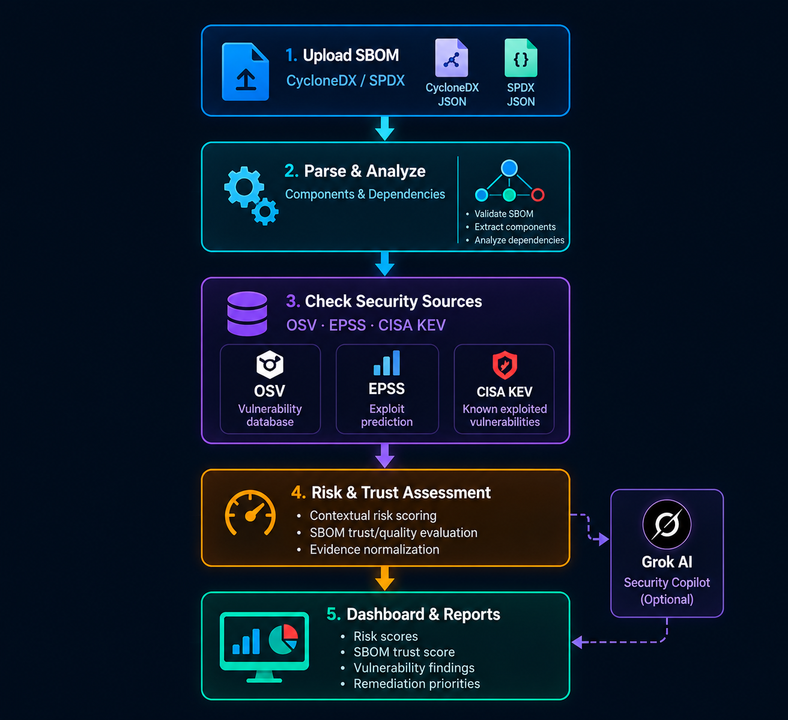 1. Upload SBOM
CycloneDX / SPDX
CycloneDX
JSON
{ }
SPDX
JSON
2. Parse & Analyze
Components & Dependencies
• Validate SBOM
• Extract components
• Analyze dependencies
3. Check Security Sources
OSV · EPSS · CISA KEV
OSV
Vulnerability
database
EPSS
Exploit
prediction
CISA KEV
Known exploited
vulnerabilities
4. Risk & Trust Assessment
• Contextual risk scoring
• SBOM trust/quality evaluation
• Evidence normalization
Grok AI
Security Copilot
(Optional)
5. Dashboard & Reports
• Risk scores
• SBOM trust score
• Vulnerability findings
• Remediation priorities